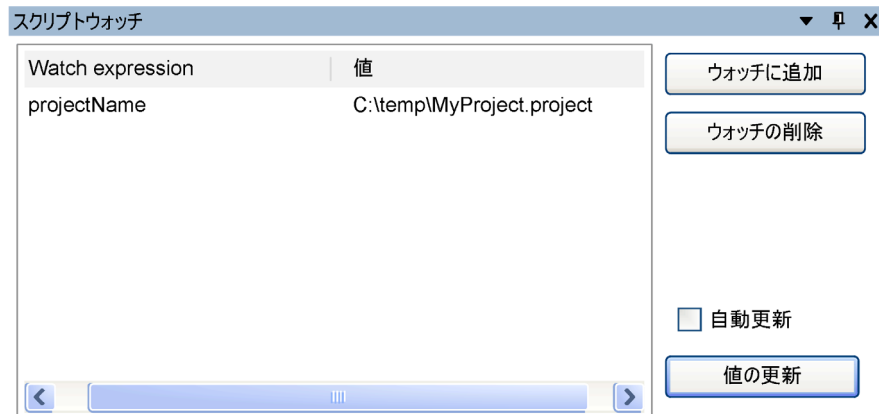 スクリプトウォッチ
Watch expression 値
projectName C:\temp\MyProject.project
ウォッチに追加
ウォッチの削除
自動更新
値の更新